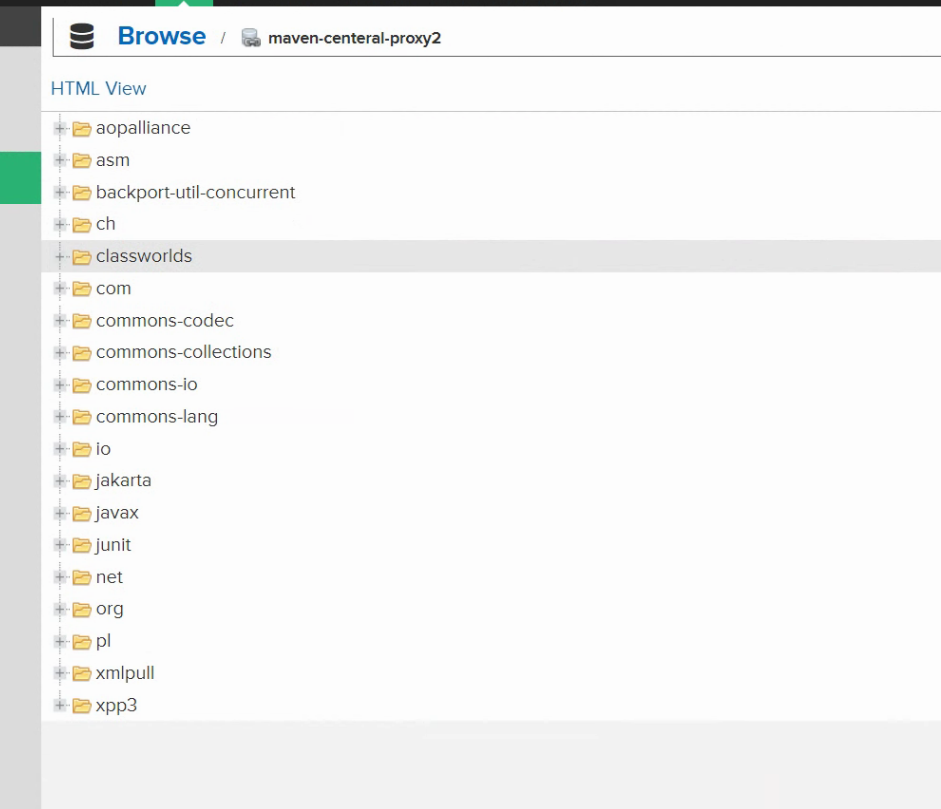 Browse / maven-centeral-proxy2
HTML View
aopalliance
asm
backport-util-concurrent
ch
classworlds
com
commons-codec
commons-collections
commons-io
commons-lang
io
jakarta
javax
junit
net
org
pl
xmlpull
xpp3